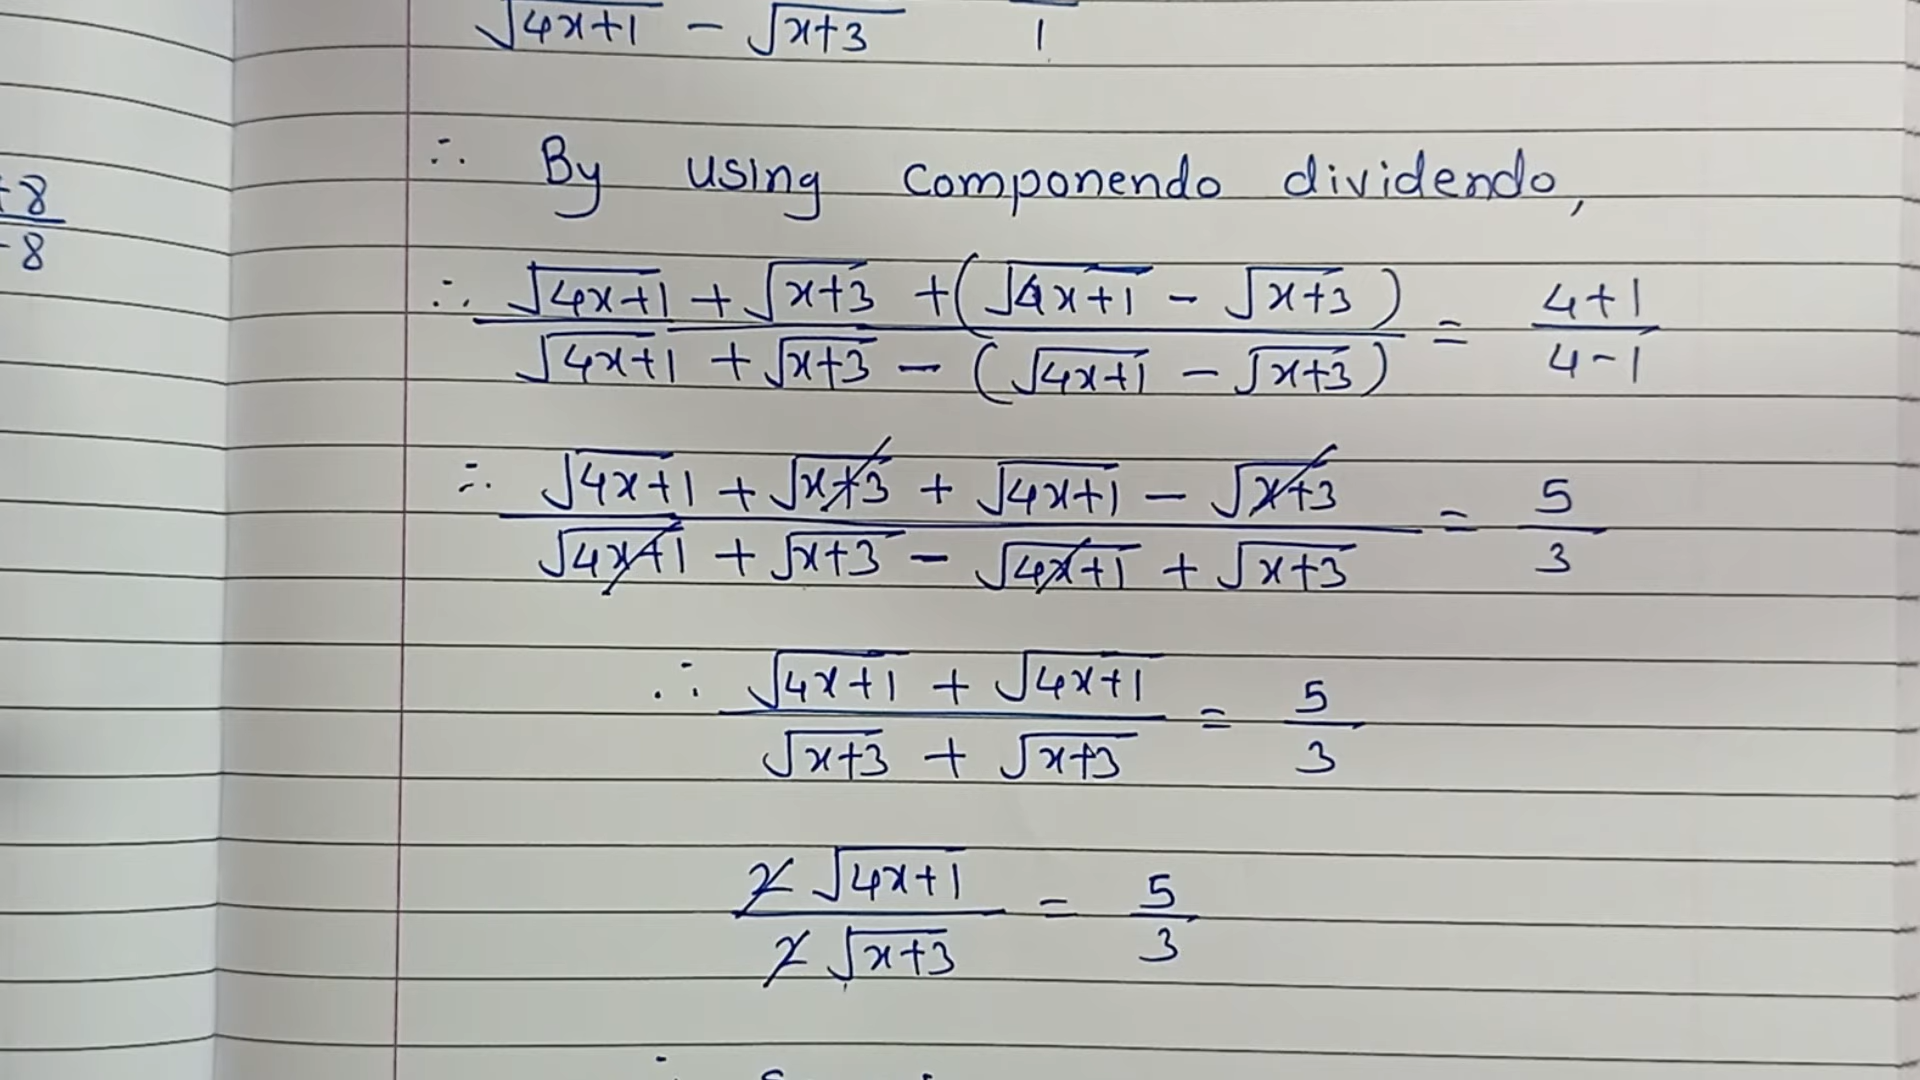 √4x+1 - √x+3 1
+8
-8
∴ By using componendo dividendo,
∴ √4x+1 + √x+3 + (√4x+1 - √x+3) = 4+1
√4x+1 + √x+3 - (√4x+1 - √x+3) 4-1
∴ √4x+1 + √x+3 + √4x+1 - √x+3 = 5
√4x+1 + √x+3 - √4x+1 + √x+3 3
∴ √4x+1 + √4x+1 = 5
√x+3 + √x+3 3
2 √4x+1 = 5
2 √x+3 3